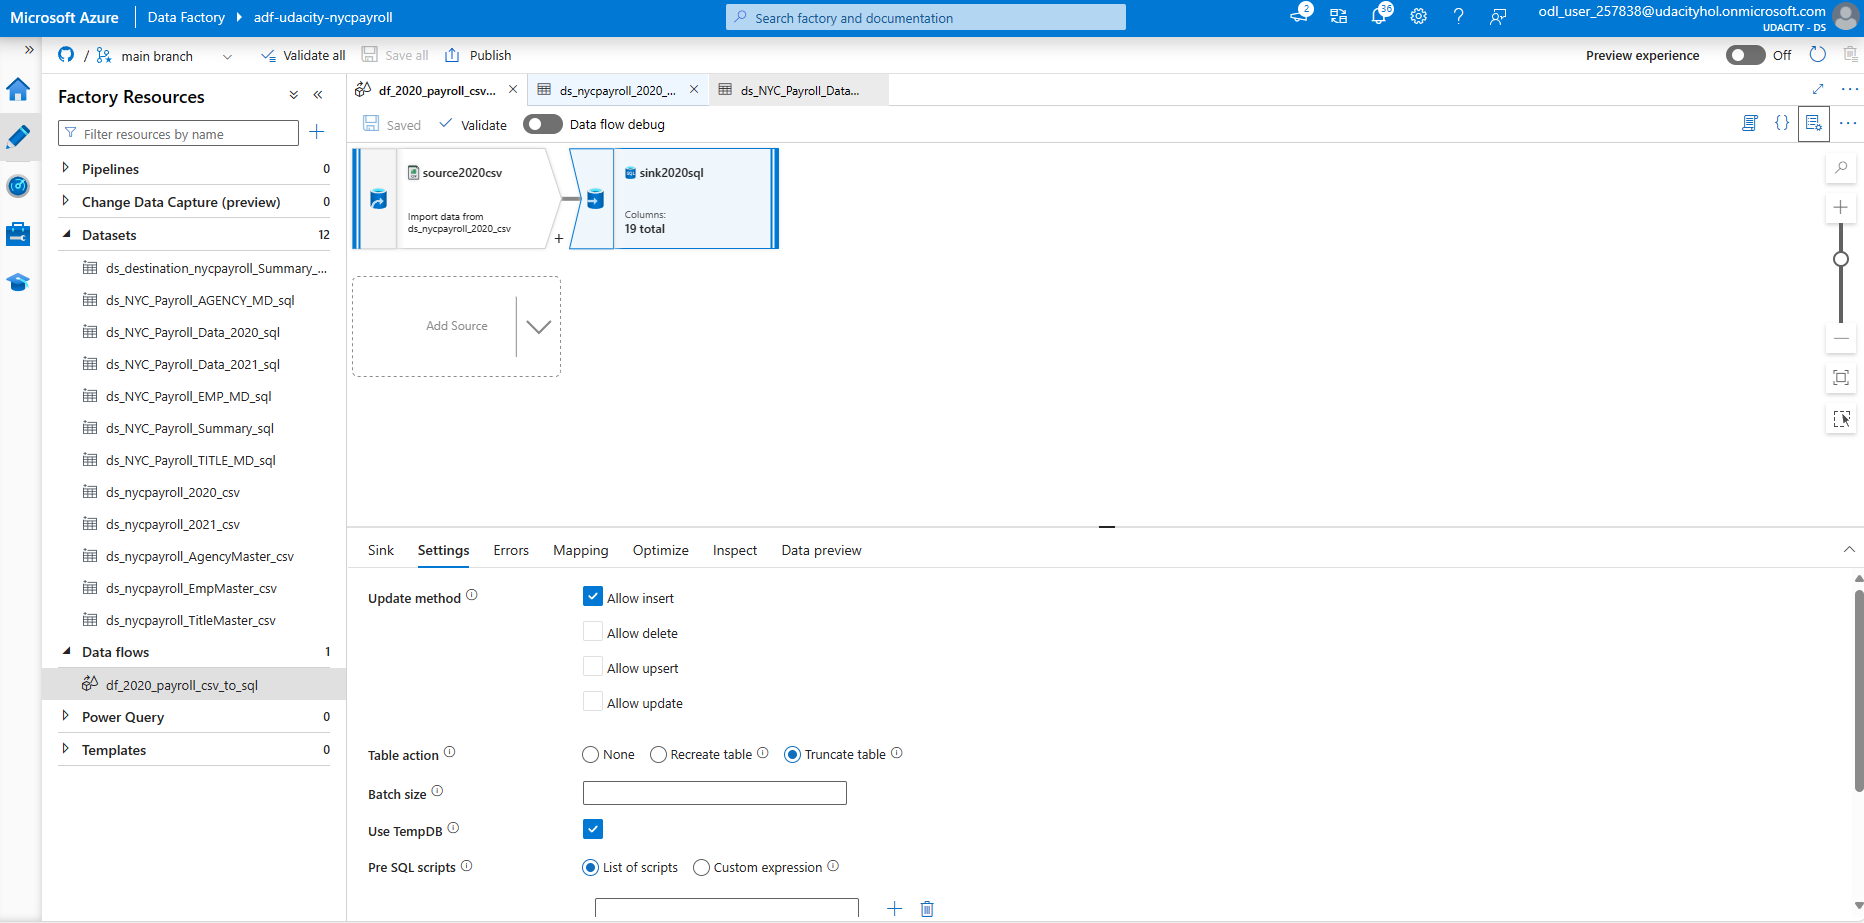 Microsoft Azure
Data Factory
adf-udacity-nycpayroll
Search factory and documentation
2
36
odl_user_257838@udacityhol.onmicrosoft.com
UDACITY - DS
/
main branch
Validate all
Save all
Publish
Preview experience
Off
Factory Resources
Filter resources by name
Pipelines
0
Change Data Capture (preview)
0
Datasets
12
ds_destination_nycpayroll_Summary_...
ds_NYC_Payroll_AGENCY_MD_sql
ds_NYC_Payroll_Data_2020_sql
ds_NYC_Payroll_Data_2021_sql
ds_NYC_Payroll_EMP_MD_sql
ds_NYC_Payroll_Summary_sql
ds_NYC_Payroll_TITLE_MD_sql
ds_nycpayroll_2020_csv
ds_nycpayroll_2021_csv
ds_nycpayroll_AgencyMaster_csv
ds_nycpayroll_EmpMaster_csv
ds_nycpayroll_TitleMaster_csv
Data flows
1
df_2020_payroll_csv_to_sql
Power Query
0
Templates
0
df_2020_payroll_csv...
ds_nycpayroll_2020_...
ds_NYC_Payroll_Data...
Saved
Validate
Data flow debug
{}
source2020csv
Import data from
ds_nycpayroll_2020_csv
+
SQL
sink2020sql
Columns:
19 total
Add Source
Sink
Settings
Errors
Mapping
Optimize
Inspect
Data preview
Update method
Allow insert
Allow delete
Allow upsert
Allow update
Table action
None
Recreate table
Truncate table
Batch size
Use TempDB
Pre SQL scripts
List of scripts
Custom expression